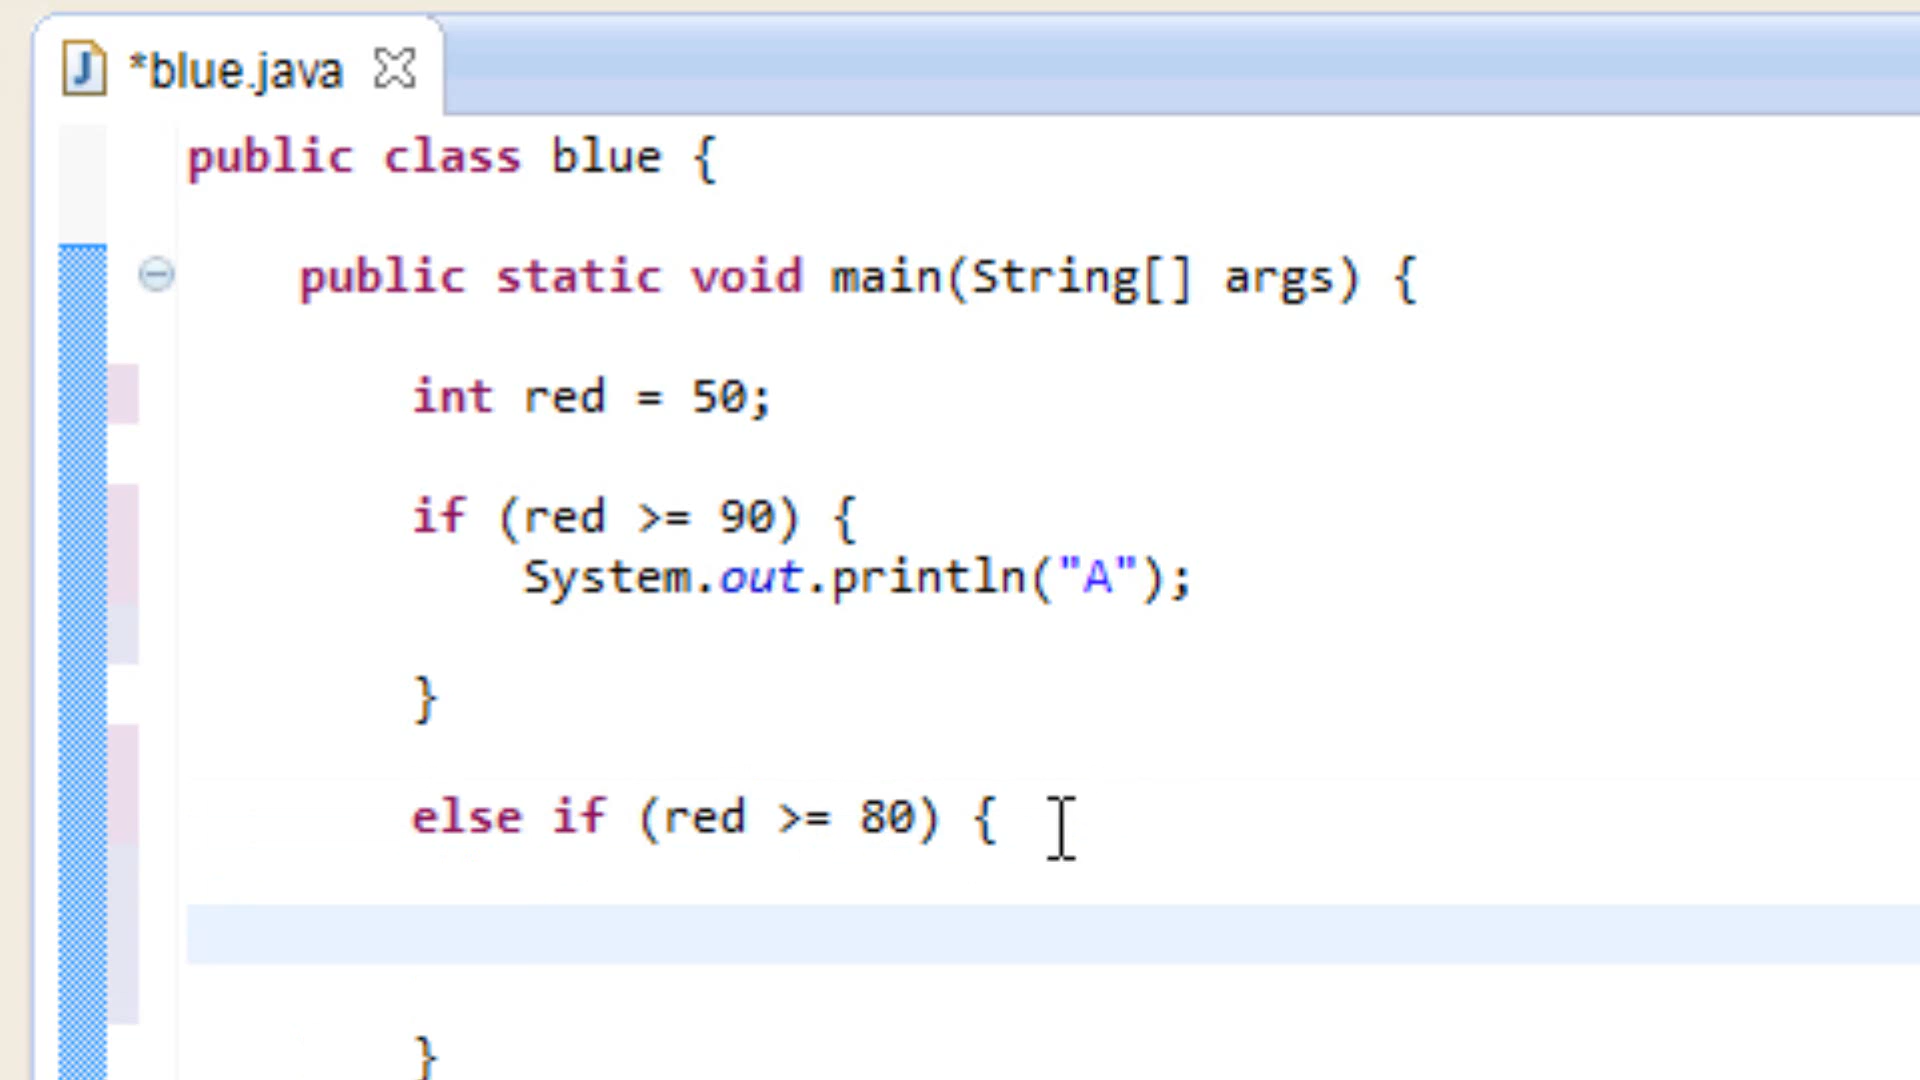 *blue.java
public class blue {
public static void main(String[] args) {
int red = 50;
if (red >= 90) {
System.out.println("A");
}
else if (red >= 80) {
}